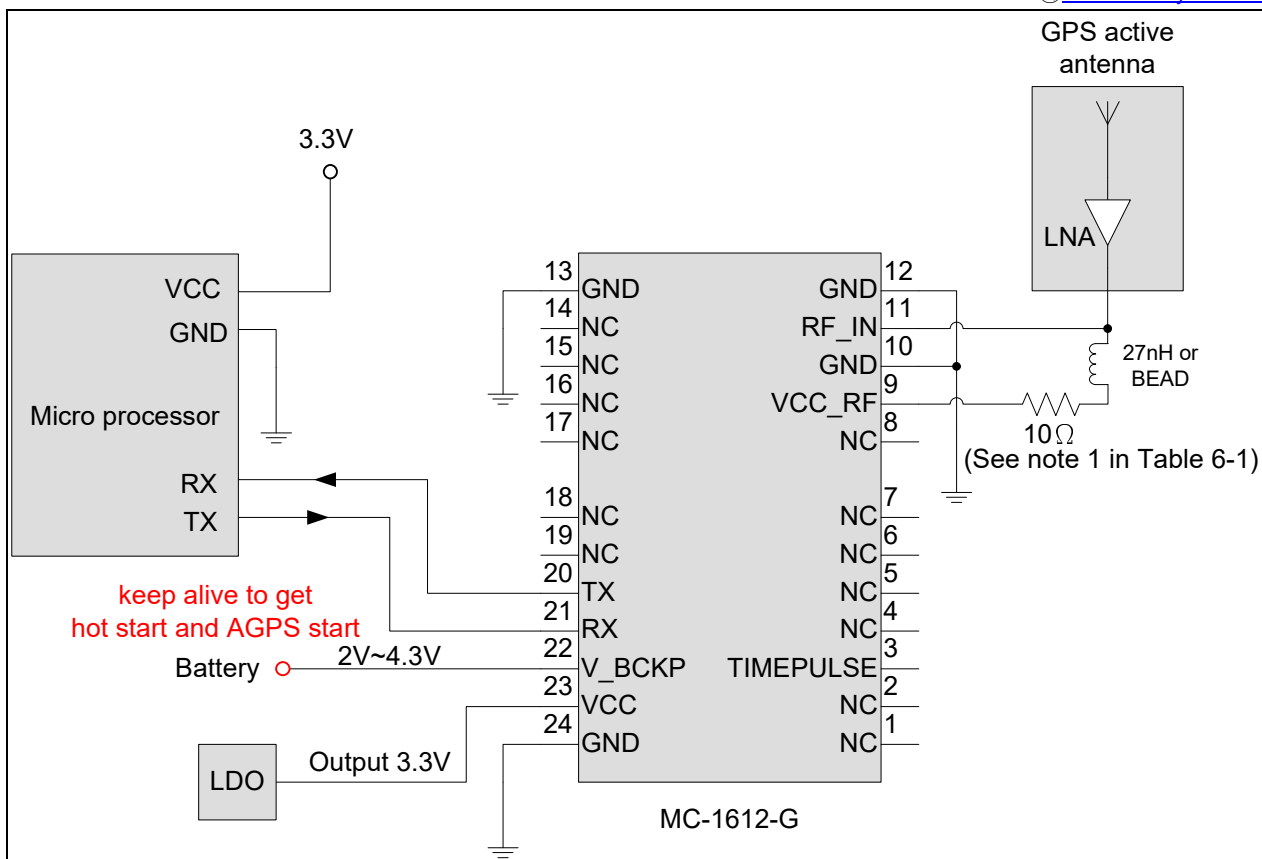 GPS active
antenna
3.3V
LNA
VCC
GND
Micro processor
RX
TX
13
GND
14
NC
15
NC
16
NC
17
NC
18
NC
19
NC
20
TX
21
RX
22
V_BCKP
23
VCC
24
GND
12
GND
11
RF_IN
10
GND
9
VCC_RF
8
NC
7
NC
6
NC
5
NC
4
NC
3
TIMEPULSE
2
NC
1
NC
27nH or
BEAD
10Ω
(See note 1 in Table 6-1)
keep alive to get
hot start and AGPS start
Battery
2V~4.3V
LDO
Output 3.3V
MC-1612-G